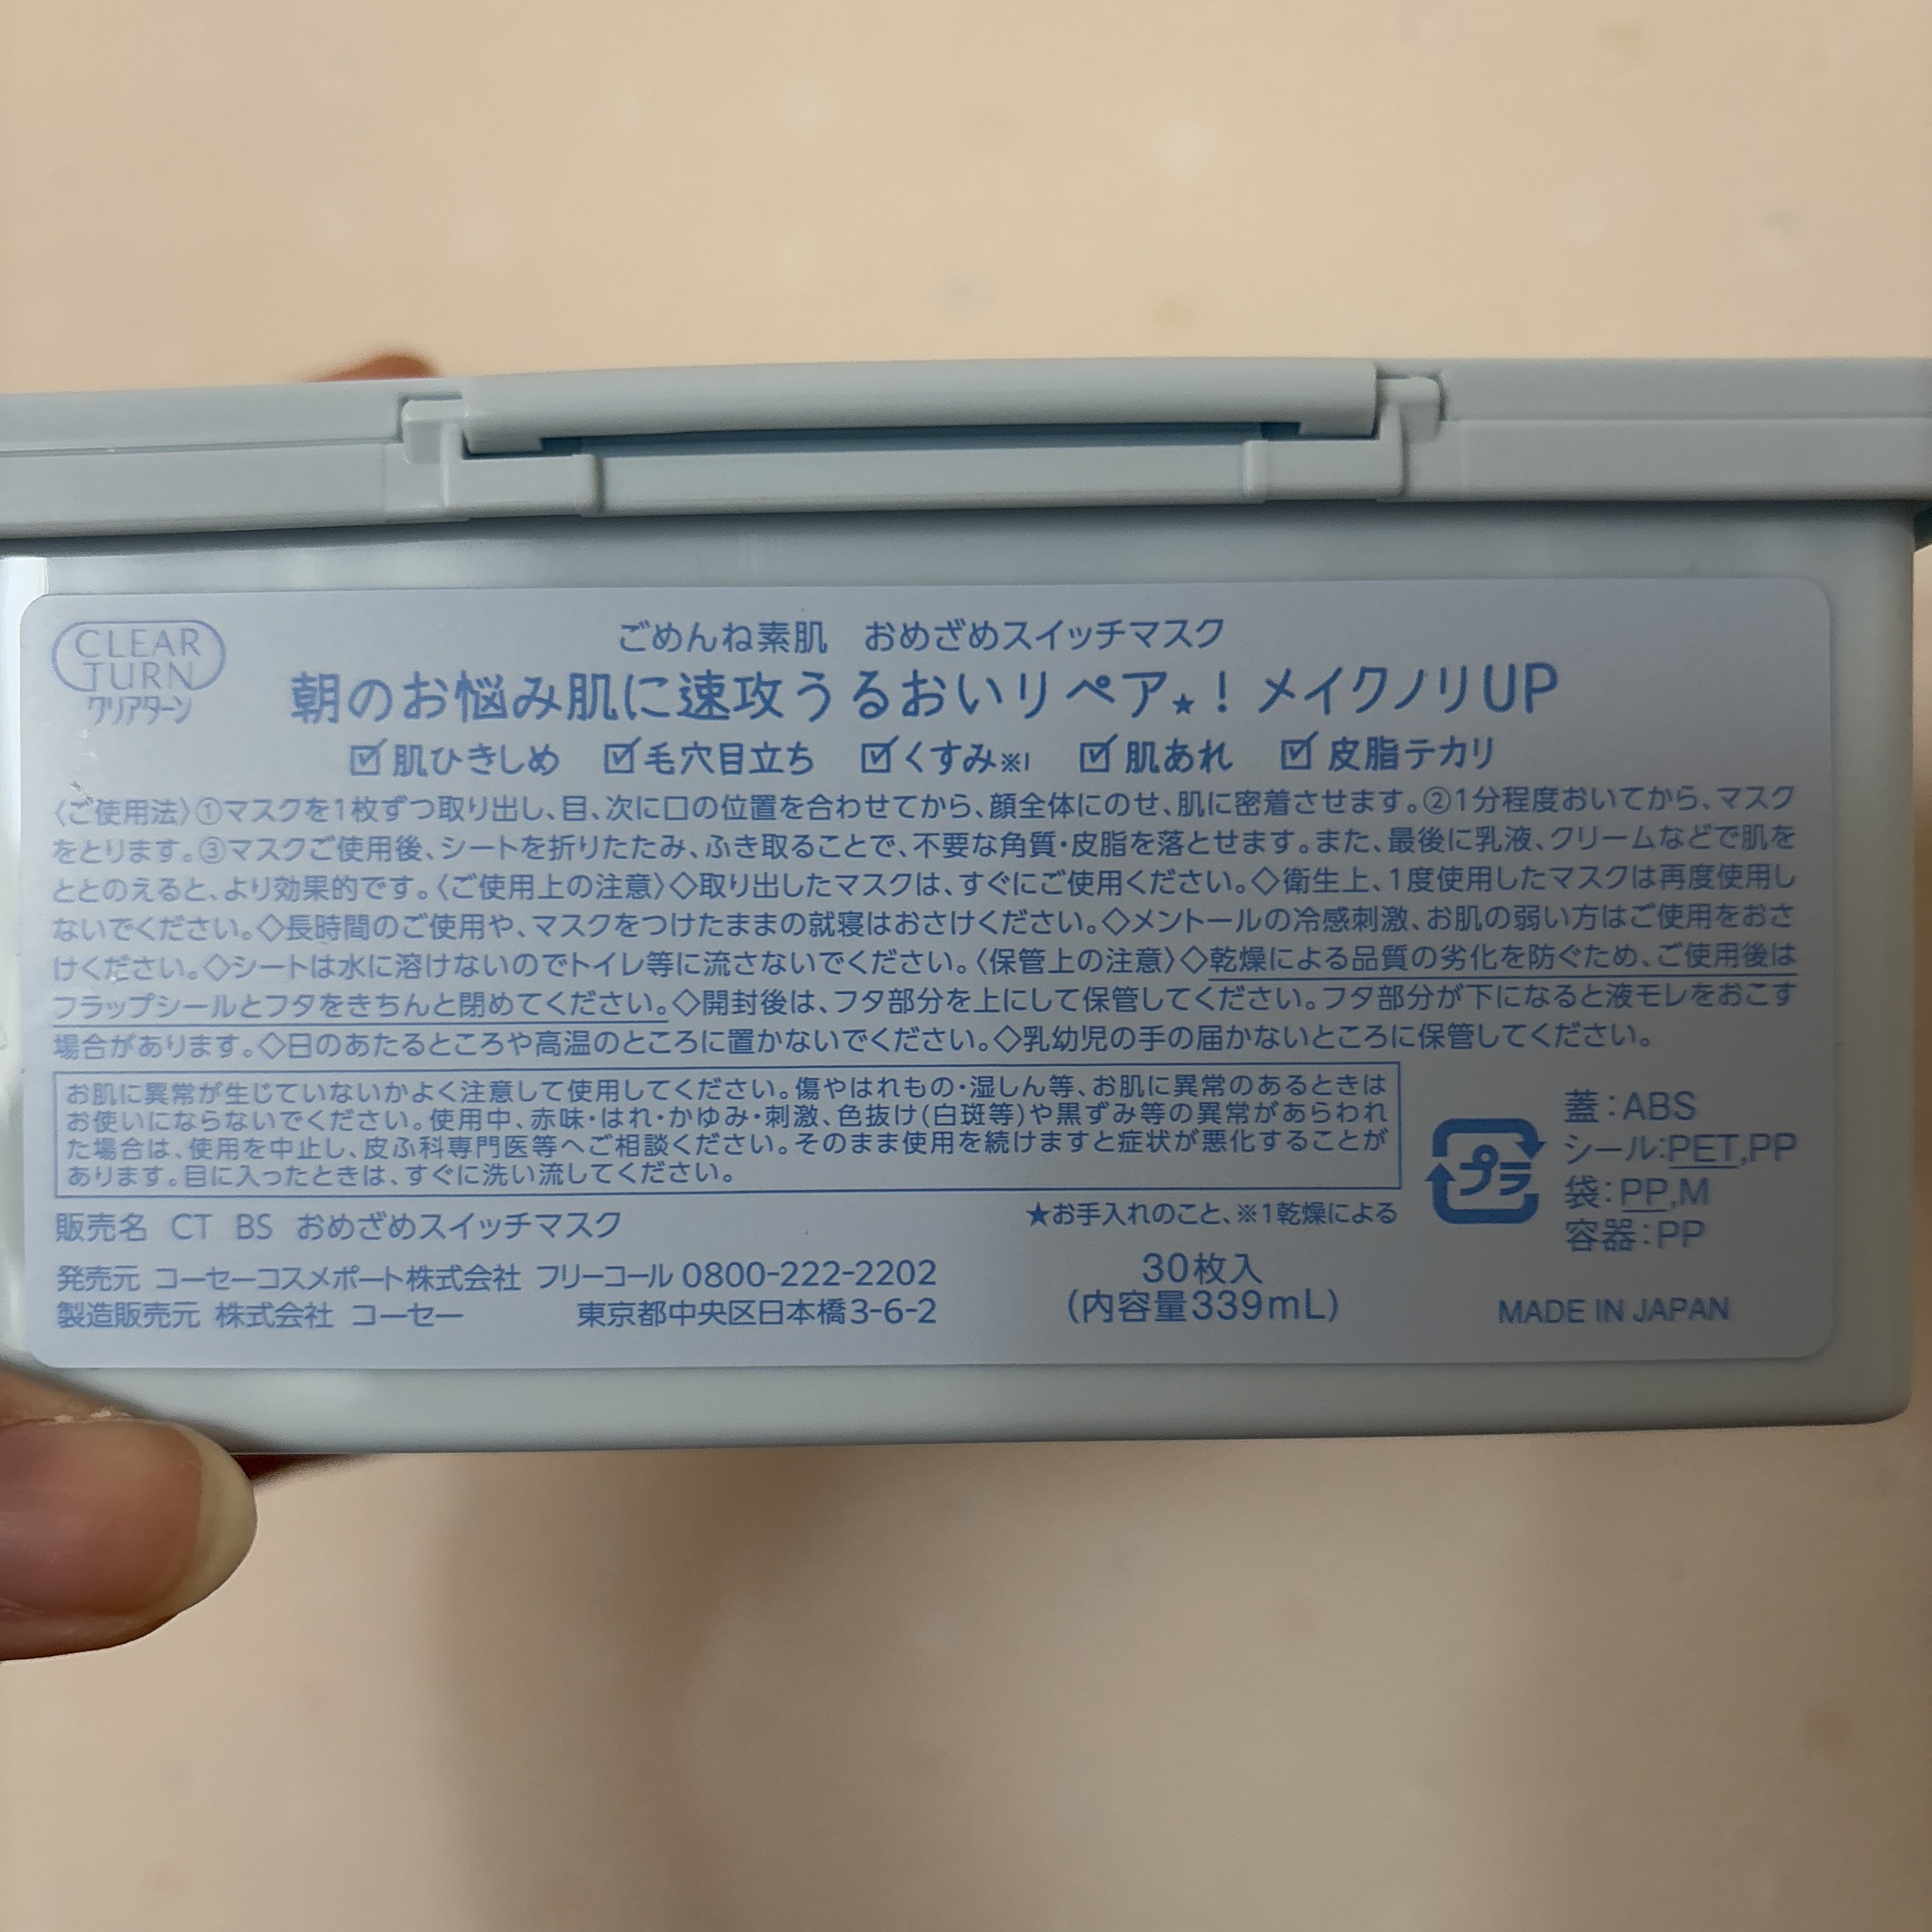 CLEAR
TURN
クリアターン
ごめんね素肌 おめざめスイッチマスク
朝のお悩み肌に速攻うるおいリペア★！メイクノリUP
☑肌ひきしめ ☑毛穴目立ち ☑くすみ※1 ☑肌あれ ☑皮脂テカリ
〈ご使用法〉①マスクを1枚ずつ取り出し、目、次に口の位置を合わせてから、顔全体にのせ、肌に密着させます。②1分程度おいてから、マスク
をとります。③マスクご使用後、シートを折りたたみ、ふき取ることで、不要な角質・皮脂を落とせます。また、最後に乳液、クリームなどで肌を
ととのえると、より効果的です。〈ご使用上の注意〉◇取り出したマスクは、すぐにご使用ください。◇衛生上、1度使用したマスクは再度使用し
ないでください。◇長時間のご使用や、マスクをつけたままの就寝はおさけください。◇メントールの冷感刺激、お肌の弱い方はご使用をおさ
けください。◇シートは水に溶けないのでトイレ等に流さないでください。〈保管上の注意〉◇乾燥による品質の劣化を防ぐため、ご使用後は
フラップシールとフタをきちんと閉めてください。◇開封後は、フタ部分を上にして保管してください。フタ部分が下になると液モレをおこす
場合があります。◇日のあたるところや高温のところに置かないでください。◇乳幼児の手の届かないところに保管してください。
お肌に異常が生じていないかよく注意して使用してください。傷やはれもの・湿しん等、お肌に異常のあるときは
お使いにならないでください。使用中、赤味・はれ・かゆみ・刺激、色抜け(白斑等)や黒ずみ等の異常があらわれ
た場合は、使用を中止し、皮ふ科専門医等へご相談ください。そのまま使用を続けますと症状が悪化することが
あります。目に入ったときは、すぐに洗い流してください。
プラ
蓋：ABS
シール：PET,PP
袋：PP,M
容器：PP
販売名 CT BS おめざめスイッチマスク
★お手入れのこと、※1乾燥による
発売元 コーセーコスメポート株式会社 フリーコール 0800-222-2202
製造販売元 株式会社 コーセー 東京都中央区日本橋3-6-2
30枚入
(内容量339mL)
MADE IN JAPAN